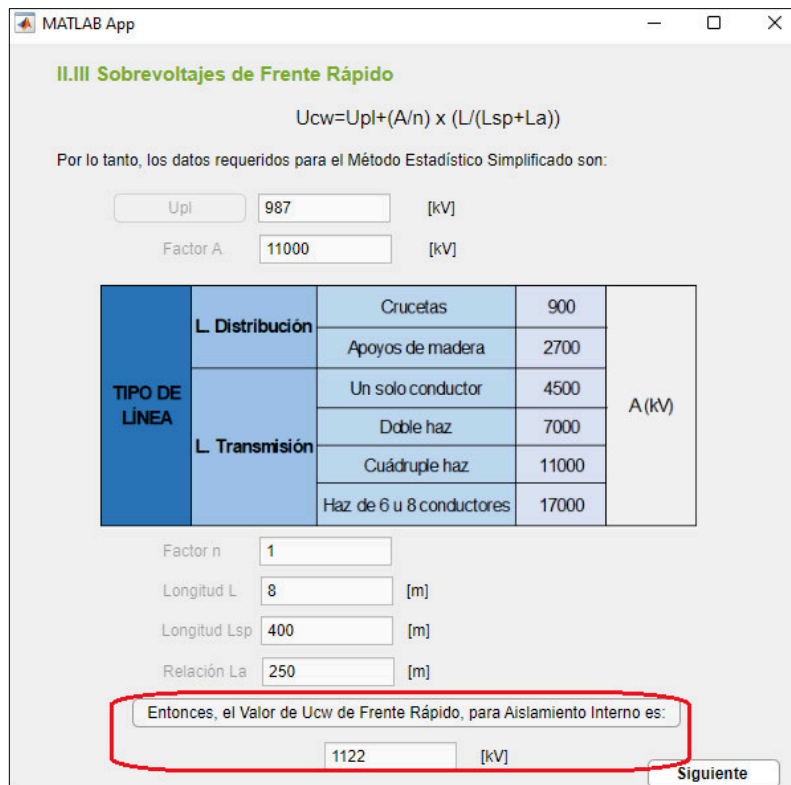 MATLAB App
II.III Sobrevoltajes de Frente Rápido
Ucw=Upl+(A/n) x (L/(Lsp+La))
Por lo tanto, los datos requeridos para el Método Estadístico Simplificado son:
Upl 987 [kV]
Factor A 11000 [kV]
TIPO DE LÍNEA
L. Distribución
Crucetas 900
Apoyos de madera 2700
L. Transmisión
Un solo conductor 4500
Doble haz 7000
Cuádruple haz 11000
Haz de 6 u 8 conductores 17000
A (kV)
Factor n 1
Longitud L 8 [m]
Longitud Lsp 400 [m]
Relación La 250 [m]
Entonces, el Valor de Ucw de Frente Rápido, para Aislamiento Interno es:
1122 [kV]
Siguiente